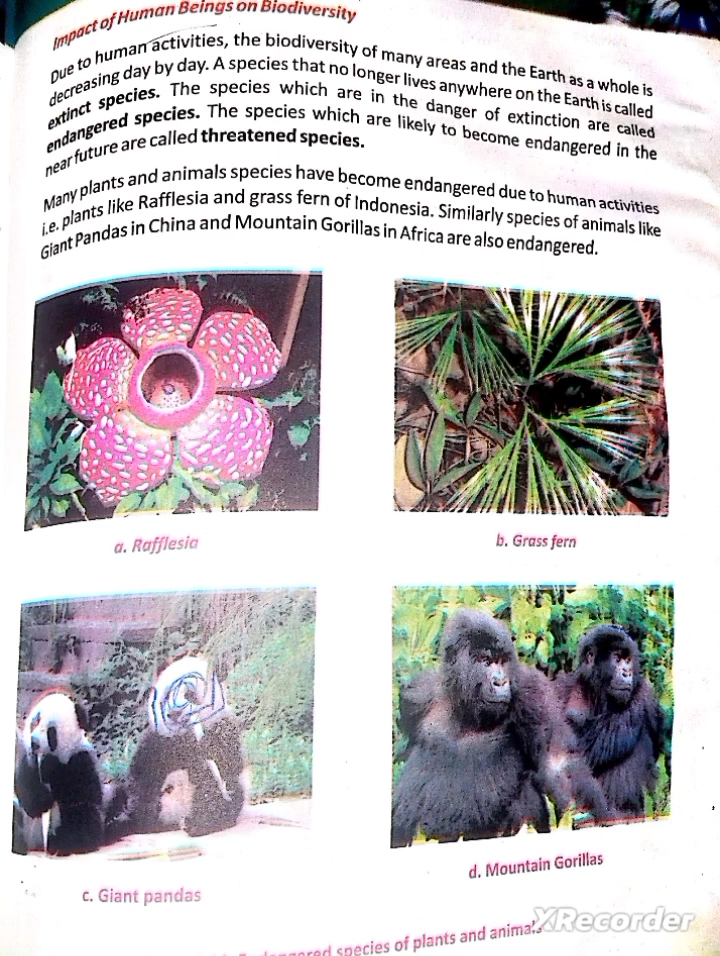 Impact of Human Beings on Biodiversity
Due to human activities, the biodiversity of many areas and the Earth as a whole is
decreasing day by day. A species that no longer lives anywhere on the Earth is called
extinct species. The species which are in the danger of extinction are called
endangered species. The species which are likely to become endangered in the
near future are called threatened species.
Many plants and animals species have become endangered due to human activities
i.e. plants like Rafflesia and grass fern of Indonesia. Similarly species of animals like
Giant Pandas in China and Mountain Gorillas in Africa are also endangered.
a. Rafflesia
b. Grass fern
c. Giant pandas
d. Mountain Gorillas
species of plants and animals
XRecorder